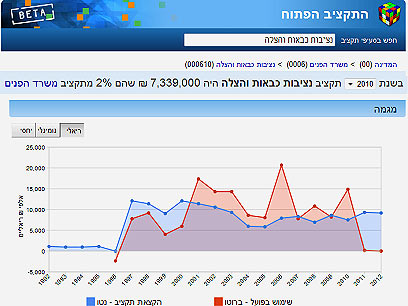 BETA
התקציב הפתוח
חפש בסעיפי תקציב
נציבות כבאות והצלה
המדינה (00) > משרד הפנים (0006) > נציבות כבאות והצלה (000610)
בשנת 2010 תקציב נציבות כבאות והצלה היה 7,339,000 ₪ שהם 2% מתקציב משרד הפנים
מגמה
ריאלי נומינלי יחסי
אלפי ₪ ריאליים
25,000
20,000
15,000
10,000
5,000
0
-5,000
1992 1993 1994 1995 1996 1997 1998 1999 2000 2001 2002 2003 2004 2005 2006 2007 2008 2009 2010 2011 2012
שימוש בפועל - ברוטו
הקצאת תקציב - נטו